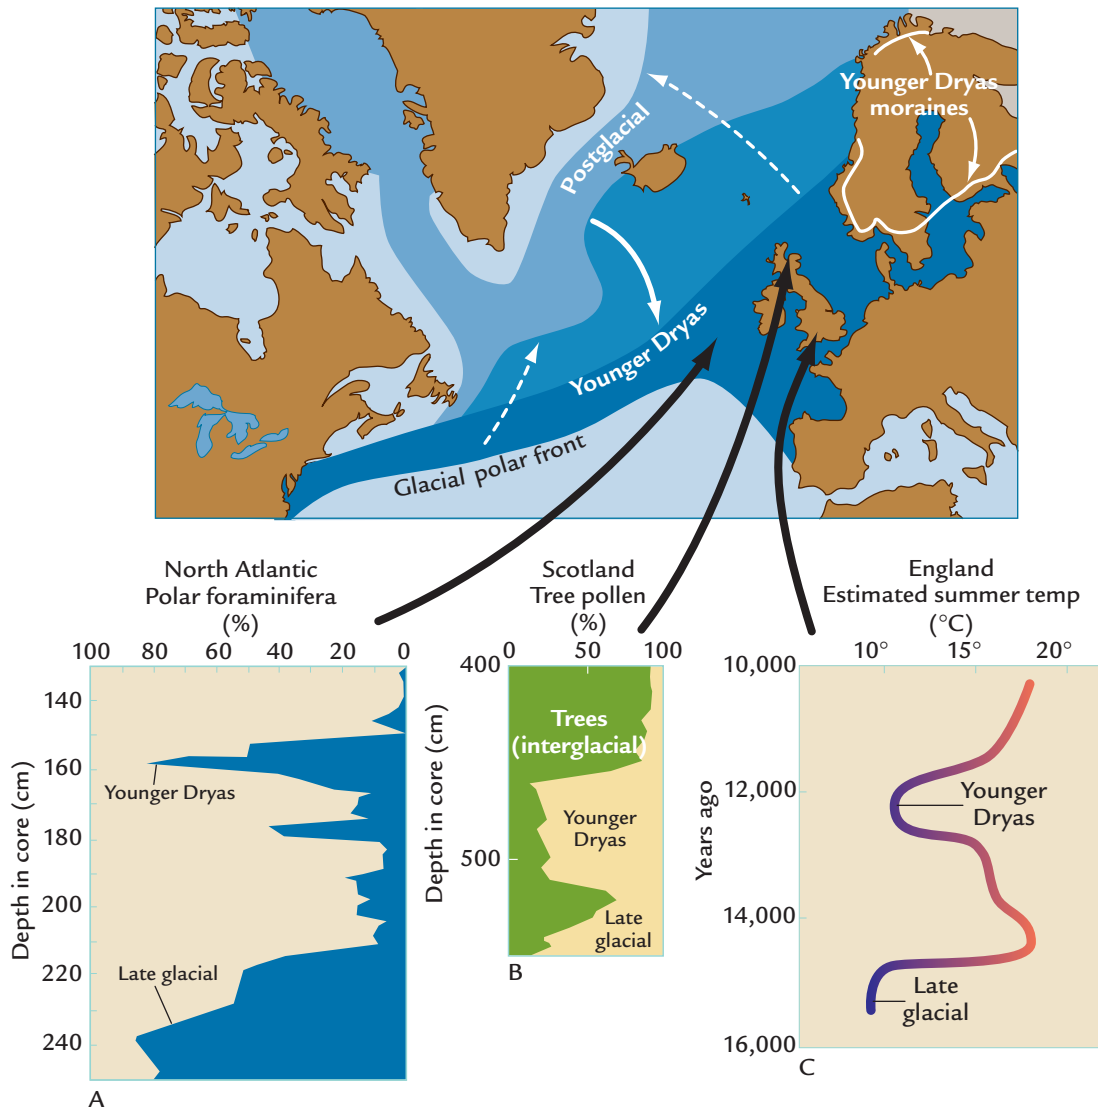 Younger Dryas
moraines
Postglacial
Younger Dryas
Glacial polar front
North Atlantic
Polar foraminifera
(%)
100 80 60 40 20 0
Depth in core (cm)
140
160
180
200
220
240
Younger Dryas
Late glacial
A
Scotland
Tree pollen
(%)
0 50 100
Depth in core (cm)
400
500
Trees
(interglacial)
Younger
Dryas
Late
glacial
B
England
Estimated summer temp
(°C)
10° 15° 20°
Years ago
10,000
12,000
14,000
16,000
Younger
Dryas
Late
glacial
C